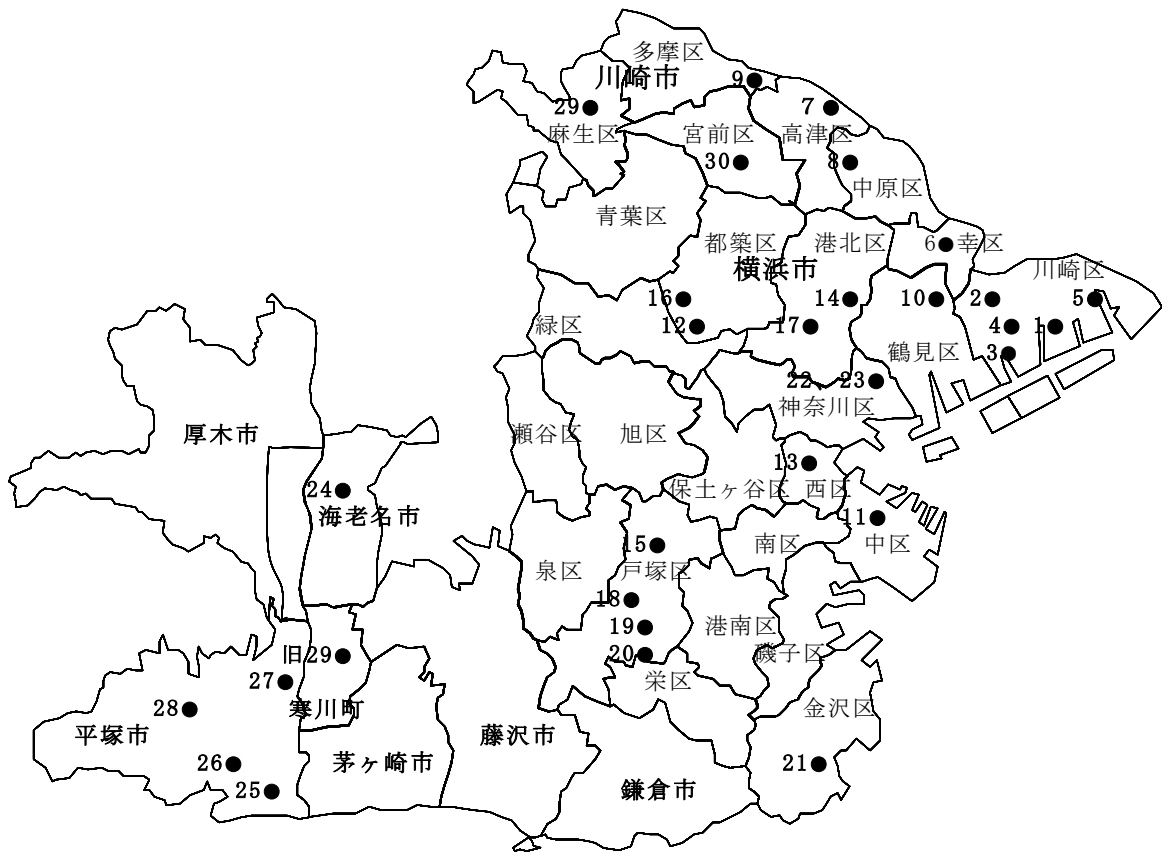 多摩区
川崎市
9
29
7
麻生区
宮前区
高津区
30
8
中原区
青葉区
都築区
港北区
6
幸区
横浜市
川崎区
16
14
10
2
5
緑区
12
17
4
1
鶴見区
3
22
23
神奈川区
厚木市
瀬谷区
旭区
13
24
保土ヶ谷区
西区
海老名市
11
15
南区
中区
泉区
戸塚区
18
19
港南区
旧29
20
磯子区
27
栄区
28
寒川町
金沢区
平塚市
藤沢市
26
茅ヶ崎市
21
25
鎌倉市